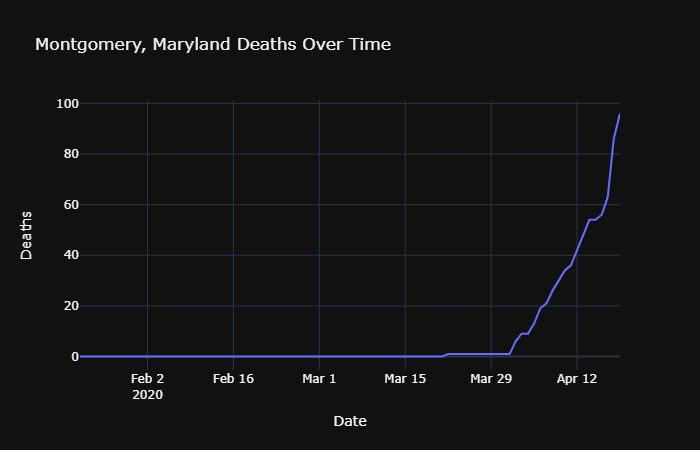 Montgomery, Maryland Deaths Over Time
100
80
60
40
20
0
Deaths
Feb 2
2020
Feb 16
Mar 1
Mar 15
Mar 29
Apr 12
Date